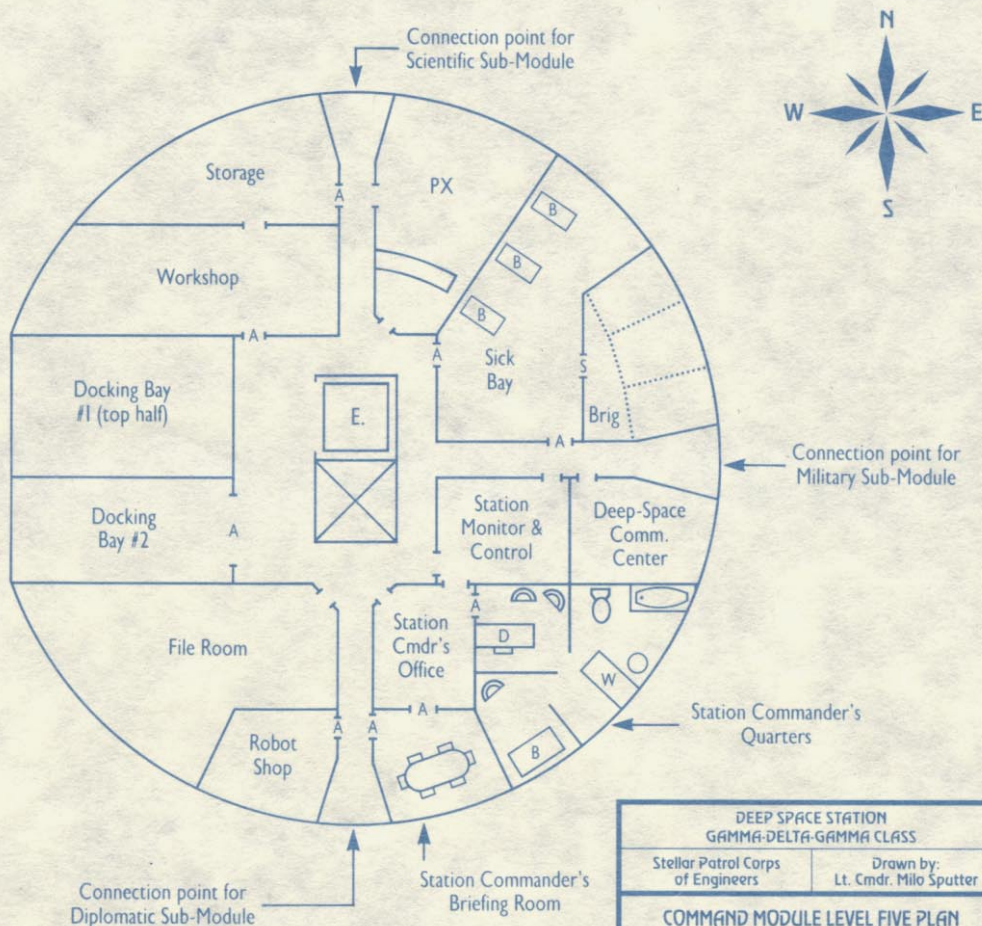 Connection point for
Scientific Sub-Module
N
W
E
S
Storage
A
PX
B
B
B
Workshop
A
A
Sick
Bay
S
Brig
Docking Bay
#1 (top half)
E.
A
Connection point for
Military Sub-Module
Docking
Bay #2
A
Station
Monitor &
Control
Deep-Space
Comm.
Center
File Room
Station
Cmdr's
Office
A
D
W
A
Station Commander's
Quarters
Robot
Shop
A
A
B
DEEP SPACE STATION
GAMMA-DELTA-GAMMA CLASS
Stellar Patrol Corps
of Engineers
Drawn by:
Lt. Cmdr. Milo Sputter
Connection point for
Diplomatic Sub-Module
Station Commander's
Briefing Room
COMMAND MODULE LEVEL FIVE PLAN